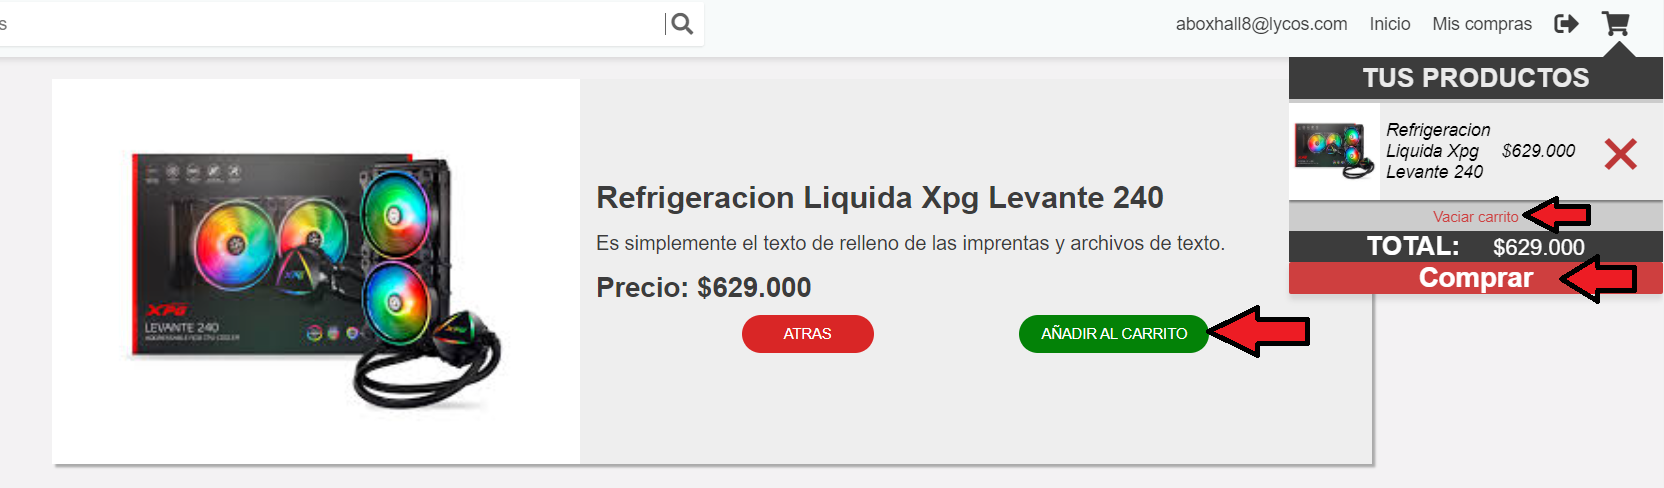 s
aboxhall8@lycos.com Inicio Mis compras
TUS PRODUCTOS
Refrigeracion
Liquida Xpg
Levante 240
$629.000
Vaciar carrito
TOTAL: $629.000
Comprar
XPG
XPG
XPG
LEVANTE 240
Refrigeracion Liquida Xpg Levante 240
Es simplemente el texto de relleno de las imprentas y archivos de texto.
Precio: $629.000
ATRAS
AÑADIR AL CARRITO